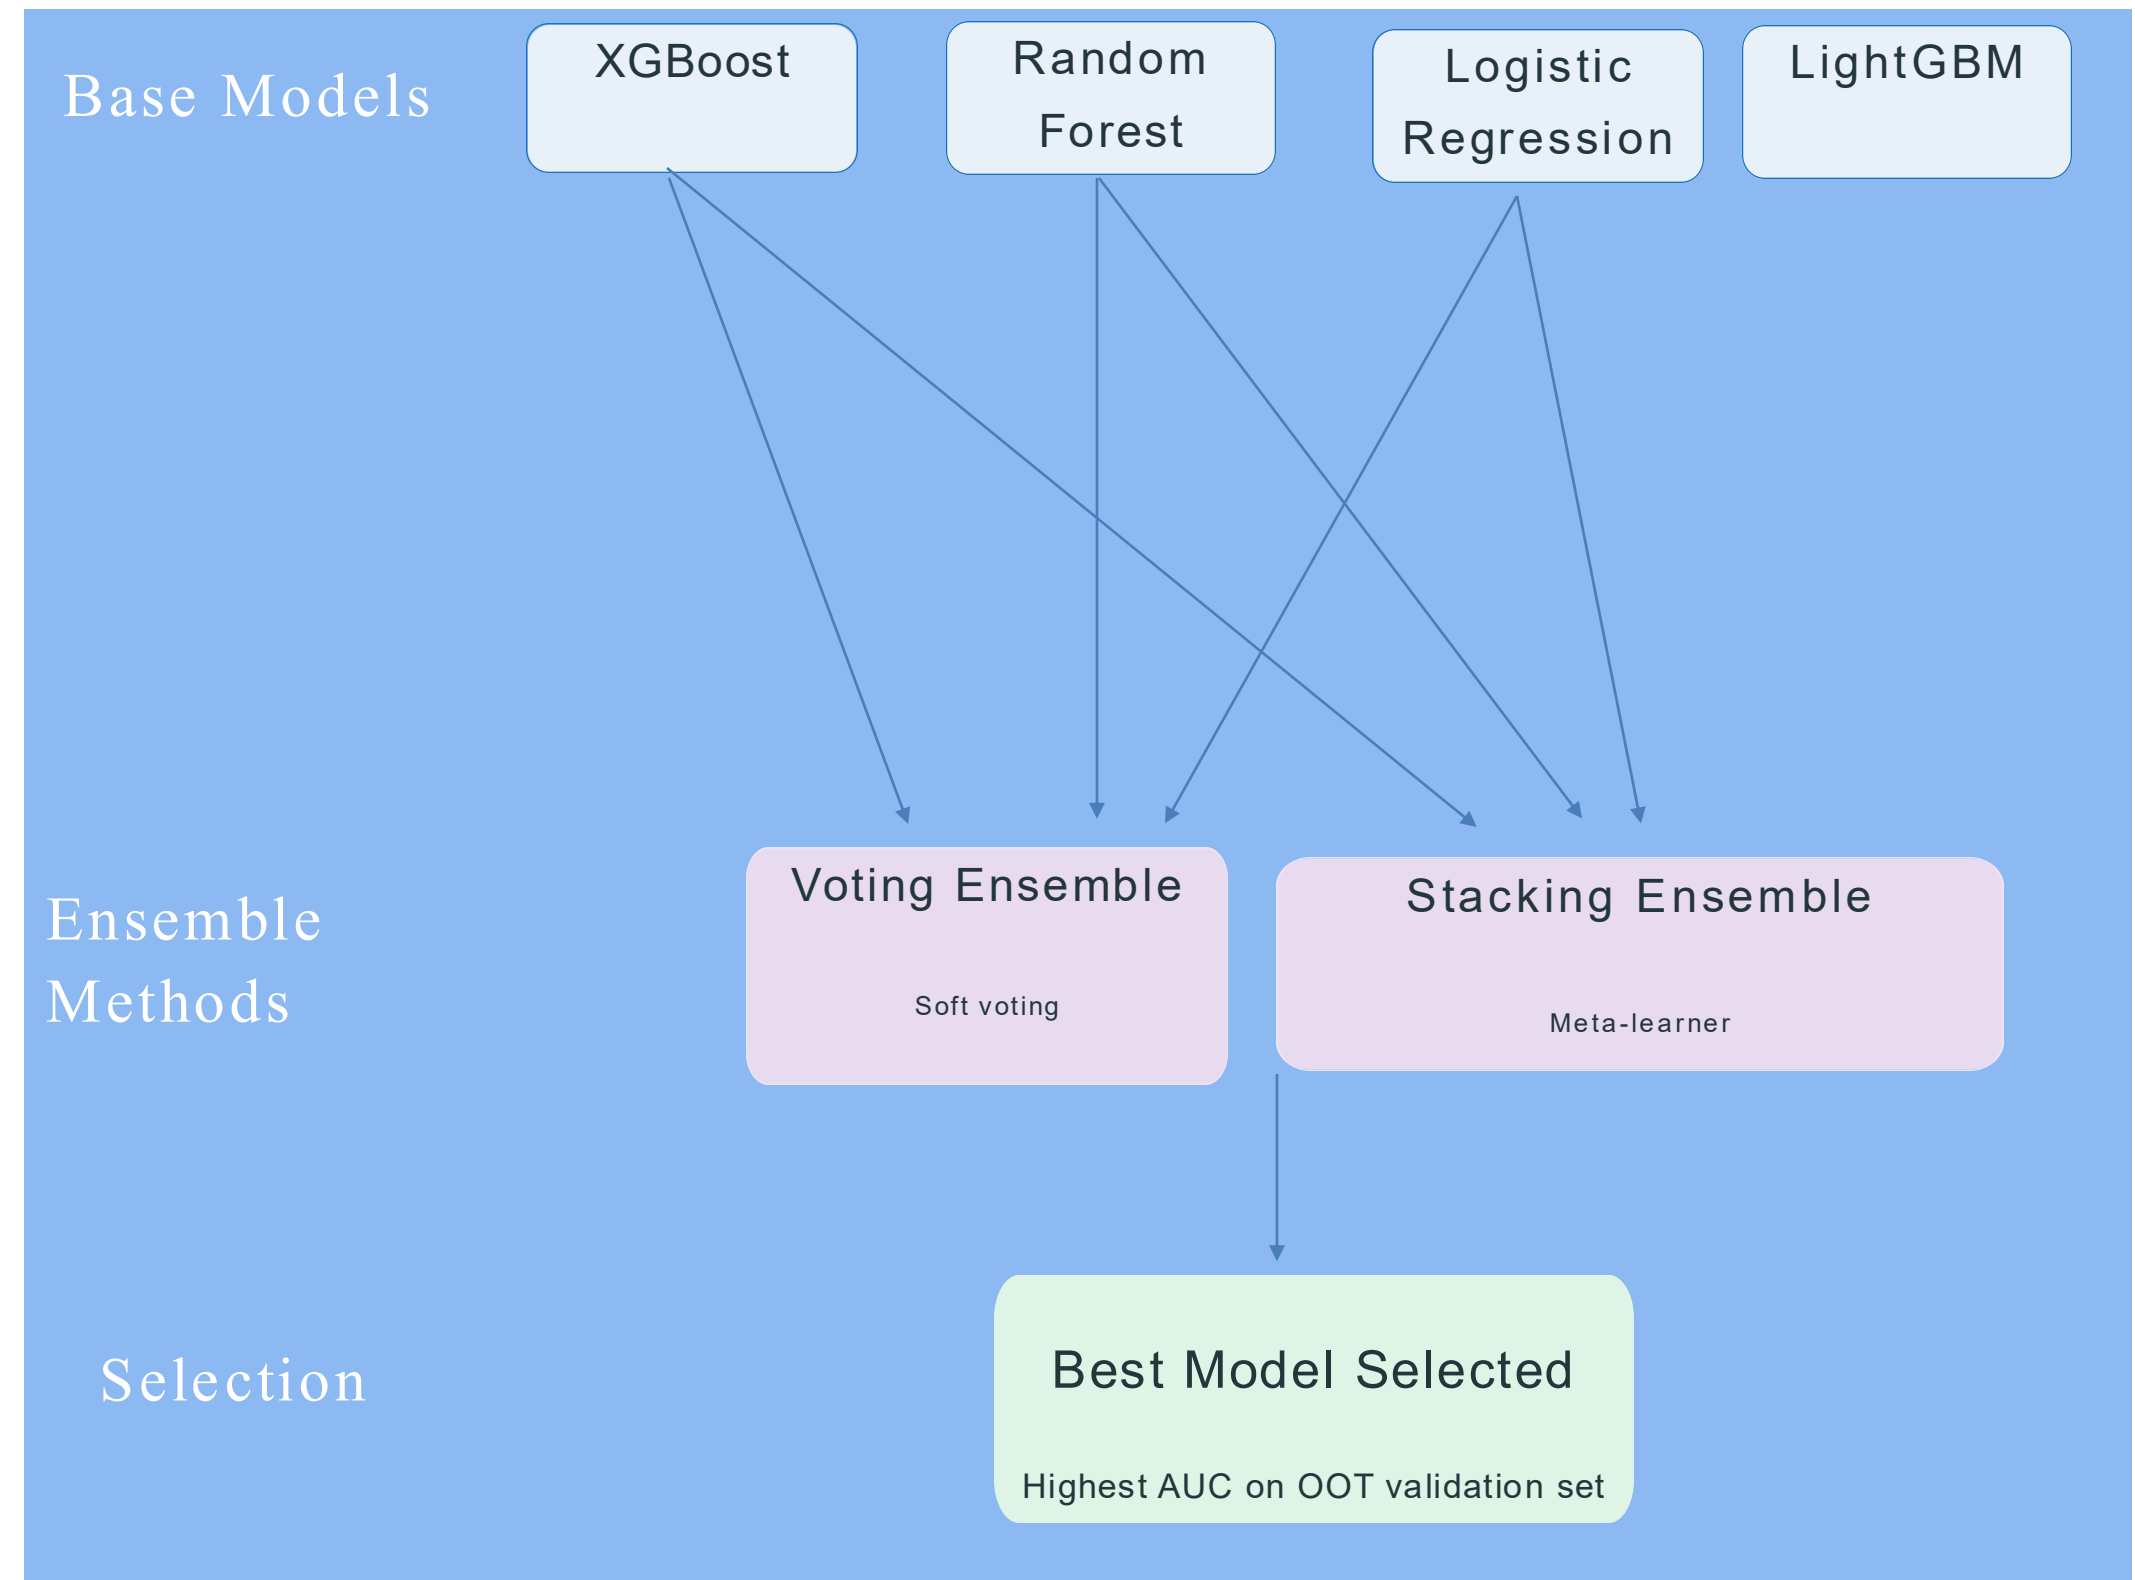 Base Models
XGBoost
Random
Forest
Logistic
Regression
LightGBM
Ensemble
Methods
Voting Ensemble
Soft voting
Stacking Ensemble
Meta-learner
Selection
Best Model Selected
Highest AUC on OOT validation set